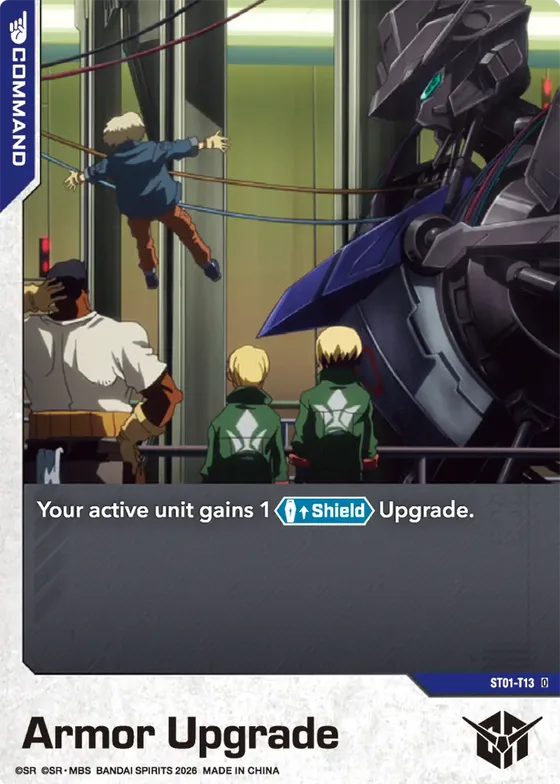 COMMAND
Your active unit gains 1 Shield Upgrade.
ST01-T13 D
Armor Upgrade
©SR ©SR・MBS BANDAI SPIRITS 2026 MADE IN CHINA